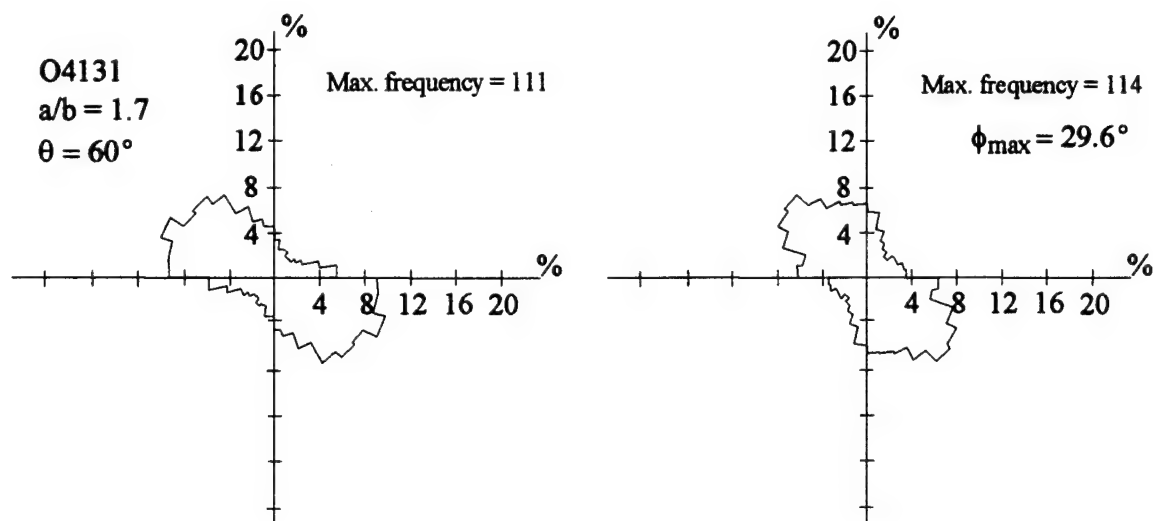 O4131
a/b = 1.7
θ = 60°
Max. frequency = 111
%
20
16
12
8
4
%
4 8 12 16 20
Max. frequency = 114
ϕmax = 29.6°
%
20
16
12
8
4
%
4 8 12 16 20